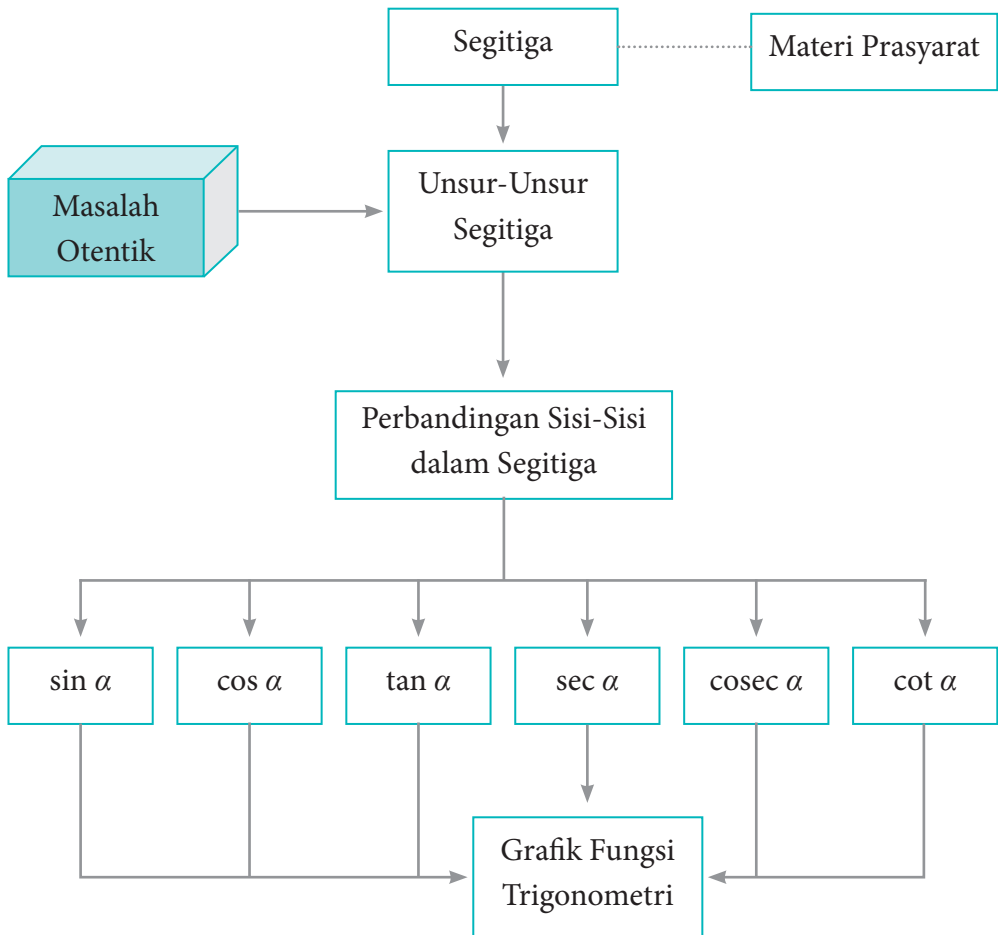 Segitiga
Materi Prasyarat
Unsur-Unsur
Segitiga
Masalah
Otentik
Perbandingan Sisi-Sisi
dalam Segitiga
sin α
cos α
tan α
sec α
cosec α
cot α
Grafik Fungsi
Trigonometri